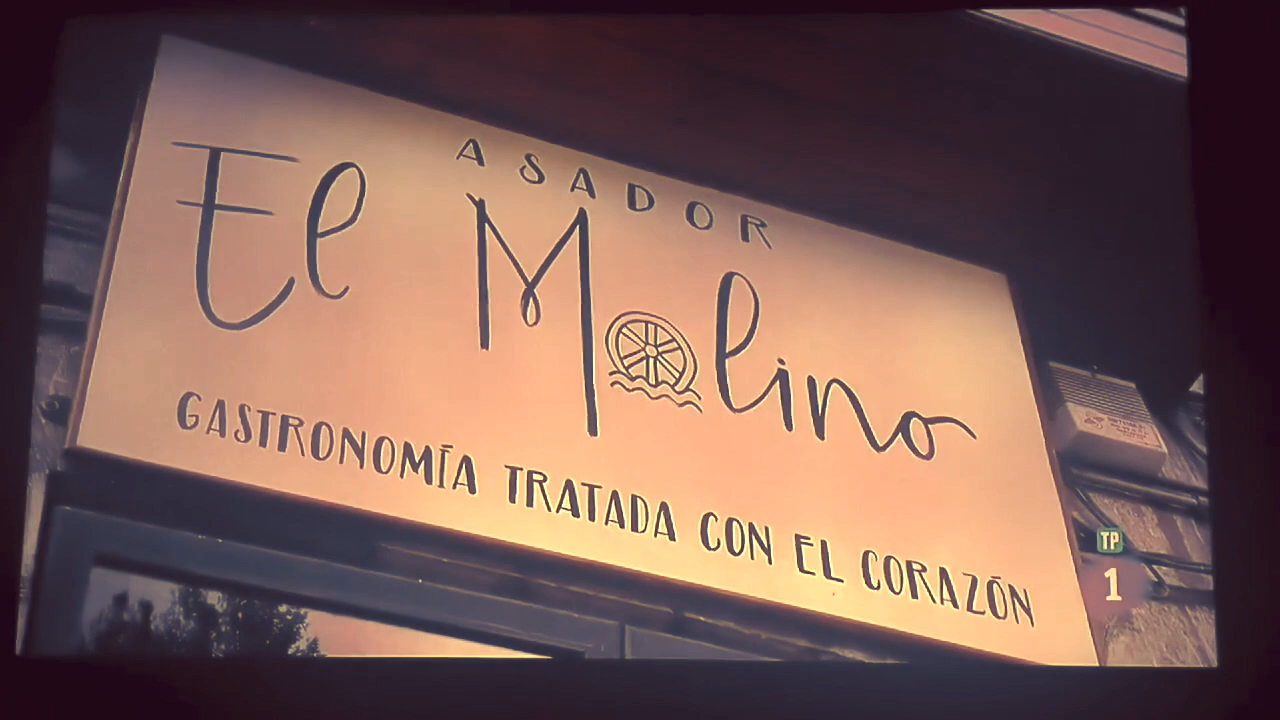 ASADOR
El Molino
GASTRONOMÍA TRATADA CON EL CORAZÓN
TP
1